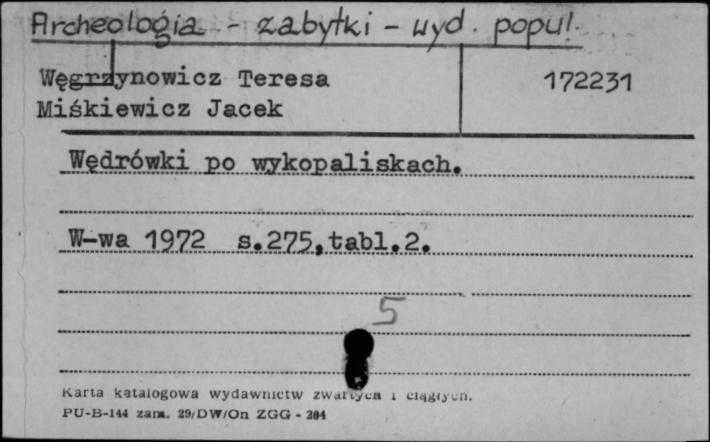 Archeologia - zabytki - wyd. popul.
Węgrzynowicz Teresa 172231
Miśkiewicz Jacek
Wędrówki po wykopaliskach.
W-wa 1972 s.275,tabl.2.
5
Karta katalogowa wydawnictw zwartych i ciągłych.
PU-B-144 zam. 29/DW/On ZGG - 204